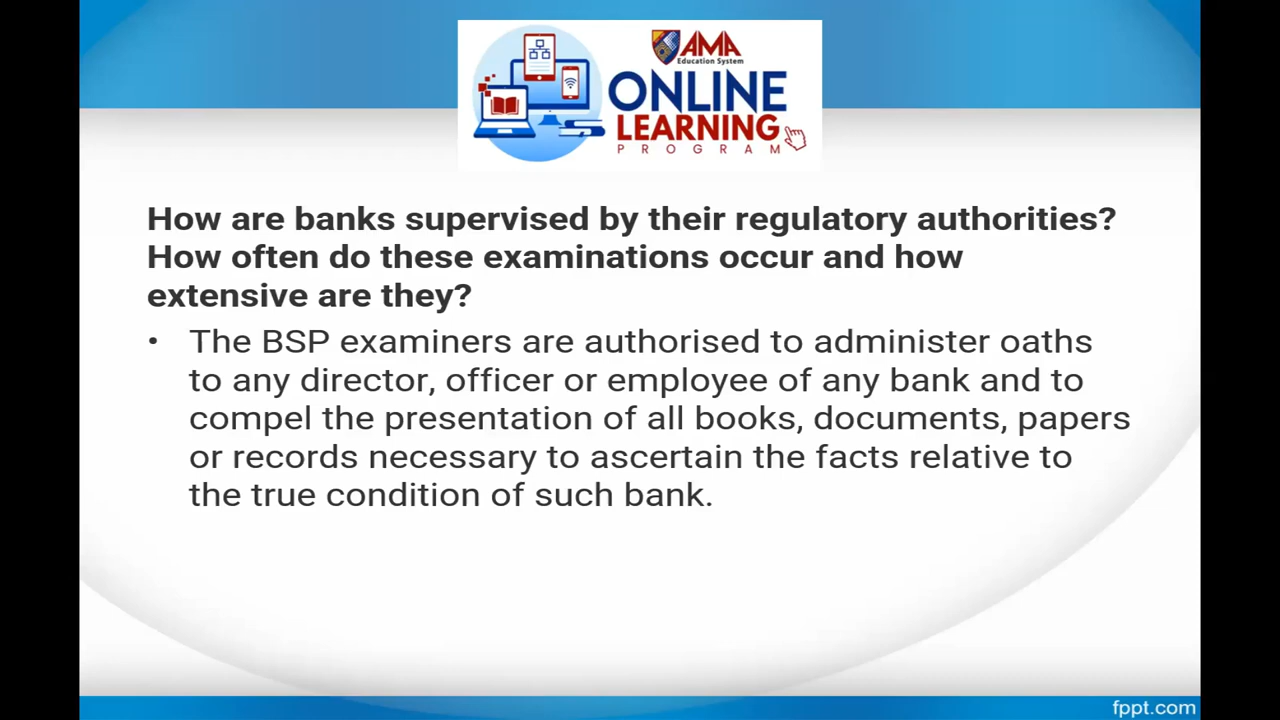 AMA
Education System
ONLINE
LEARNING
PROGRAM
How are banks supervised by their regulatory authorities?
How often do these examinations occur and how
extensive are they?
• The BSP examiners are authorised to administer oaths
to any director, officer or employee of any bank and to
compel the presentation of all books, documents, papers
or records necessary to ascertain the facts relative to
the true condition of such bank.
fppt.com